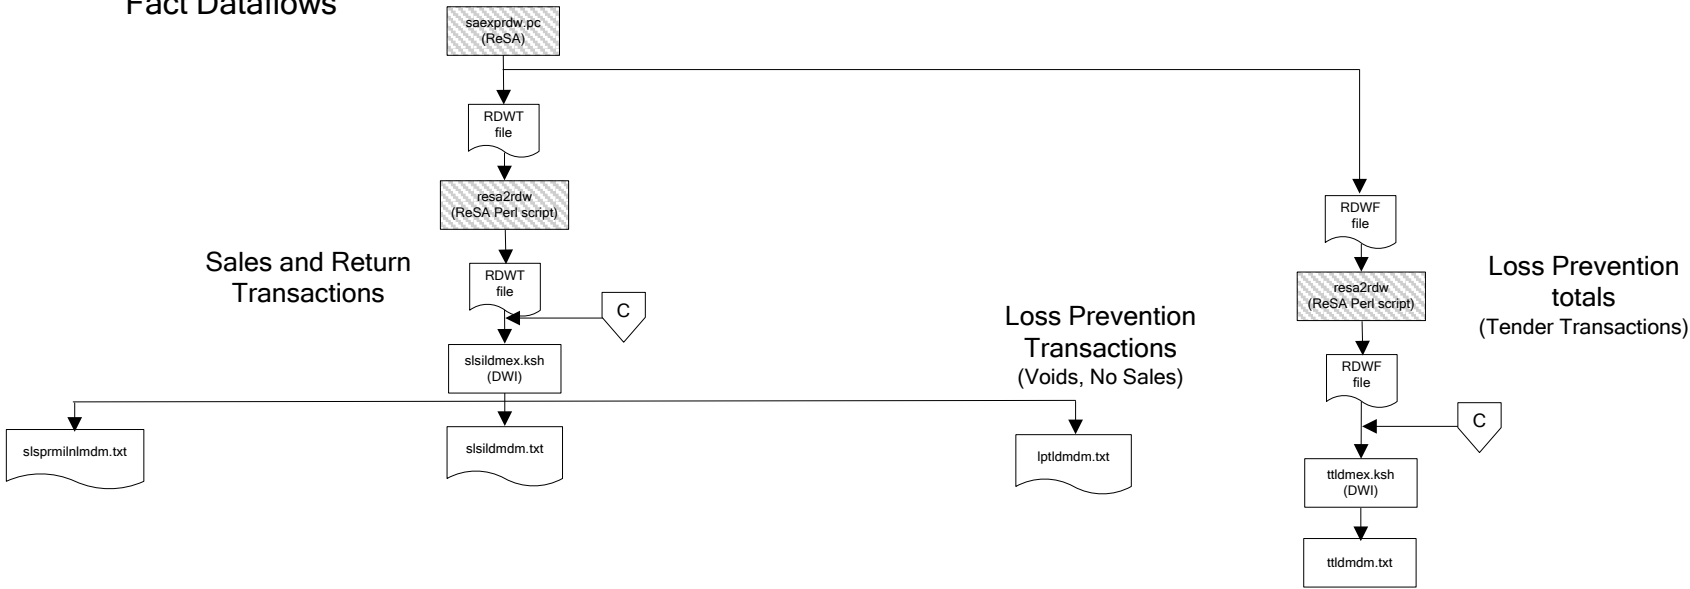 Fact Dataflows
saexprdw.pc
(ReSA)
RDWT
file
resa2rdw
(ReSA Perl script)
Sales and Return
Transactions
RDWT
file
C
slsildmex.ksh
(DWI)
slsprmilnlmdm.txt
slsildmdm.txt
Loss Prevention
Transactions
(Voids, No Sales)
lptldmdm.txt
RDWF
file
resa2rdw
(ReSA Perl script)
Loss Prevention
totals
(Tender Transactions)
RDWF
file
C
ttldmex.ksh
(DWI)
ttldmdm.txt